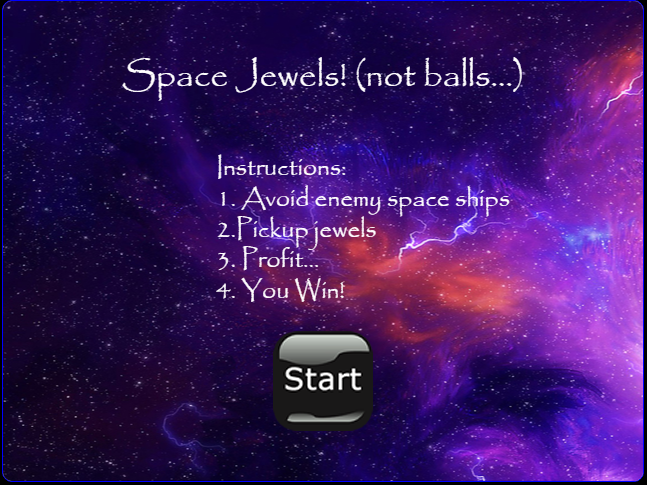 Space Jewels! (not balls...)
Instructions:
1. Avoid enemy space ships
2.Pickup jewels
3. Profit...
4. You Win!
Start